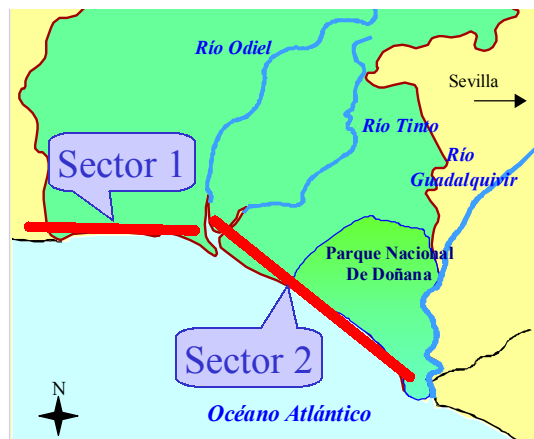 Río Odiel
Sevilla
Río Tinto
Río
Guadalquivir
Sector 1
Parque Nacional
De Doñana
Sector 2
N
Océano Atlántico